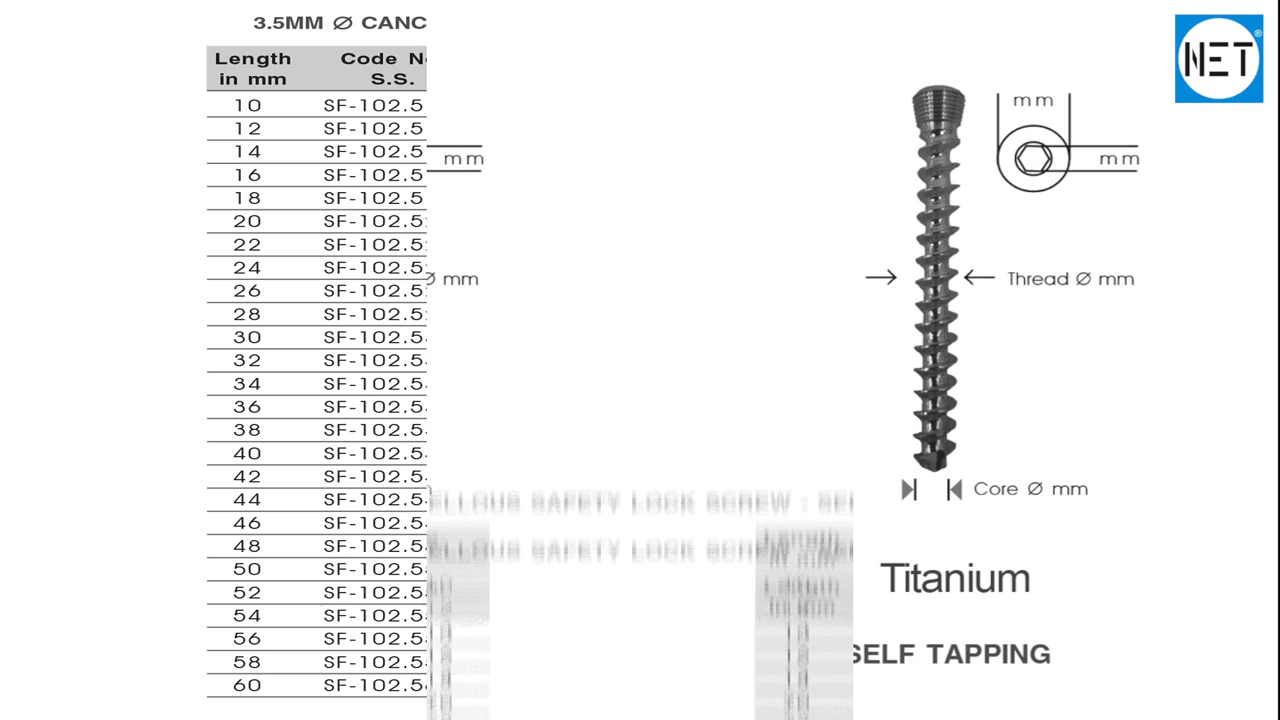 3.5MM Ø CANC
Length in mm Code N
S.S.
10 SF-102.5
12 SF-102.5
14 SF-102.5
16 SF-102.5
18 SF-102.5
20 SF-102.5
22 SF-102.5
24 SF-102.5
26 SF-102.5
28 SF-102.5
30 SF-102.5
32 SF-102.5
34 SF-102.5
36 SF-102.5
38 SF-102.5
40 SF-102.5
42 SF-102.5
44 SF-102.5
46 SF-102.5
48 SF-102.5
50 SF-102.5
52 SF-102.5
54 SF-102.5
56 SF-102.5
58 SF-102.5
60 SF-102.5
mm
Ø mm
ELLOUS SAFETY LOCK SCREW : SE
NET®
mm
mm
Thread Ø mm
Core Ø mm
Titanium
SELF TAPPING